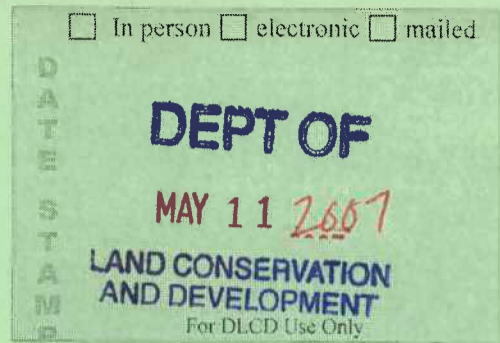 ☐ In person ☐ electronic ☐ mailed
DATE STAMP
DEPT OF
MAY 11 2007
LAND CONSERVATION
AND DEVELOPMENT
For DLCD Use Only